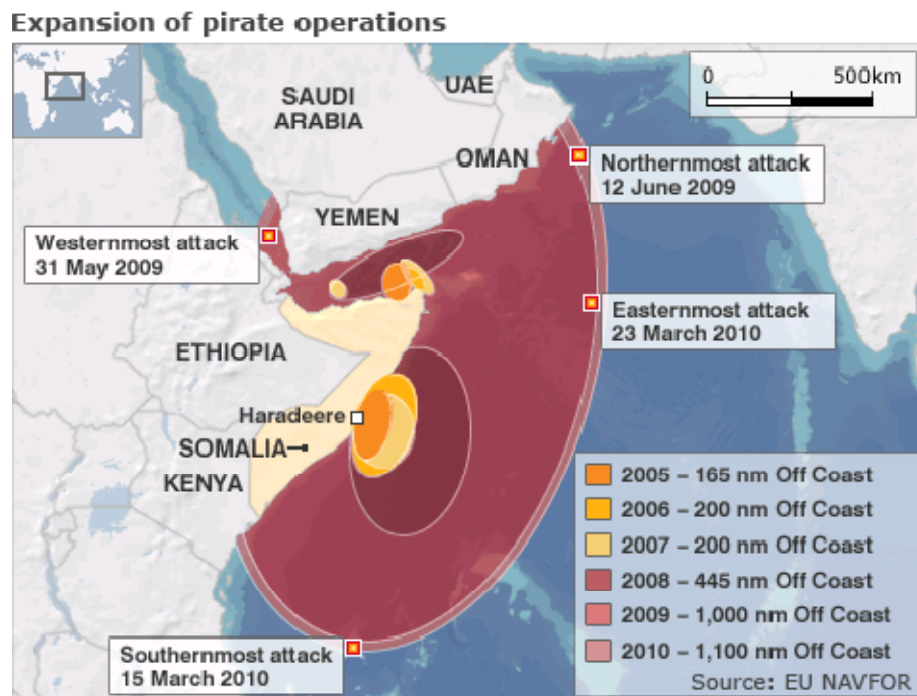 Expansion of pirate operations
0 500km
UAE
SAUDI
ARABIA
OMAN
Northernmost attack
12 June 2009
YEMEN
Westernmost attack
31 May 2009
Easternmost attack
23 March 2010
ETHIOPIA
Haradeere
SOMALIA
KENYA
2005 – 165 nm Off Coast
2006 – 200 nm Off Coast
2007 – 200 nm Off Coast
2008 – 445 nm Off Coast
2009 – 1,000 nm Off Coast
2010 – 1,100 nm Off Coast
Southernmost attack
15 March 2010
Source: EU NAVFOR